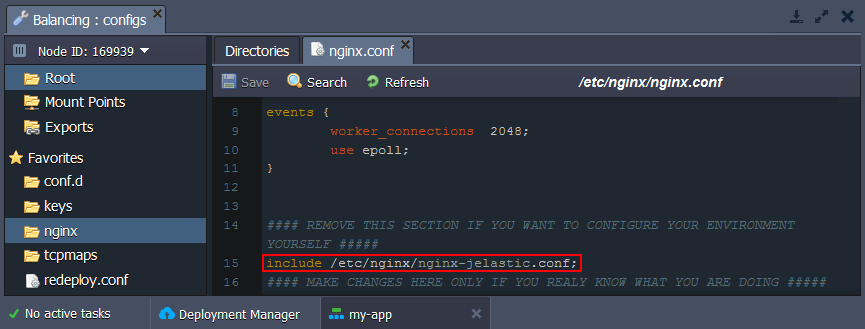 Balancing : configs
Node ID: 169939
Root
Mount Points
Exports
Favorites
conf.d
keys
nginx
tcpmaps
redeploy.conf
Directories
nginx.conf
Save
Search
Refresh
/etc/nginx/nginx.conf
8 events {
9 worker_connections 2048;
10 use epoll;
11 }
12
13
14 #### REMOVE THIS SECTION IF YOU WANT TO CONFIGURE YOUR ENVIRONMENT
YOURSELF #####
15 include /etc/nginx/nginx-jelastic.conf;
16 #### MAKE CHANGES HERE ONLY IF YOU REALY KNOW WHAT YOU ARE DOING #####
No active tasks
Deployment Manager
my-app